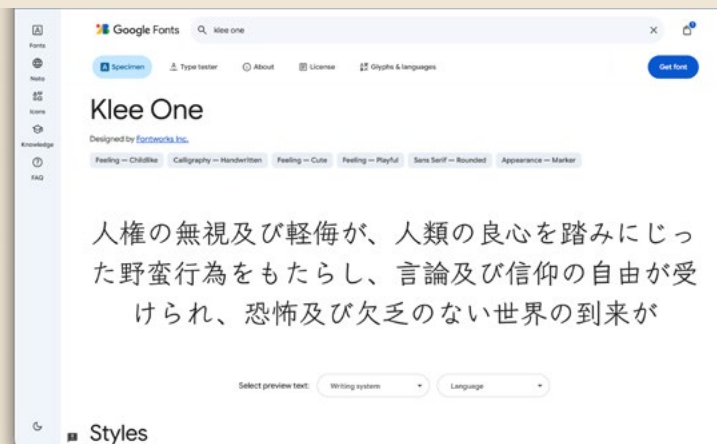 Google Fonts
klee one
Fonts
Noto
Icons
Knowledge
FAQ
Specimen
Type tester
About
License
Glyphs & languages
Get font
Klee One
Designed by Fontworks Inc.
Feeling — Childlike
Calligraphy — Handwritten
Feeling — Cute
Feeling — Playful
Sans Serif — Rounded
Appearance — Marker
人権の無視及び軽侮が、人類の良心を踏みにじっ
た野蛮行為をもたらし、言論及び信仰の自由が受
けられ、恐怖及び欠乏のない世界の到来が
Select preview text:
Writing system
Language
Styles